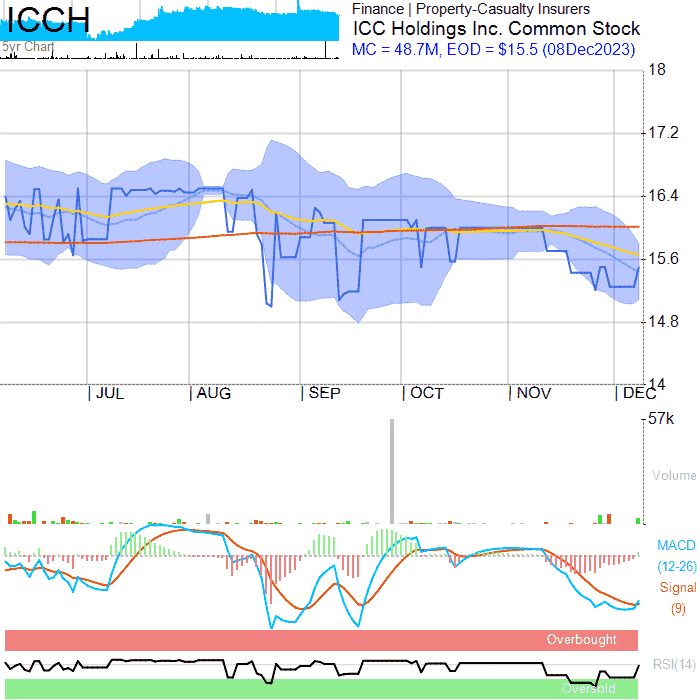 ICCH
5yr Chart
Finance | Property-Casualty Insurers
ICC Holdings Inc. Common Stock
MC = 48.7M, EOD = $15.5 (08Dec2023)
18
17.2
16.4
15.6
14.8
14
JUL AUG SEP OCT NOV DEC
57k
Volume
MACD
(12-26)
Signal
(9)
Overbought
RSI(14)
Oversold